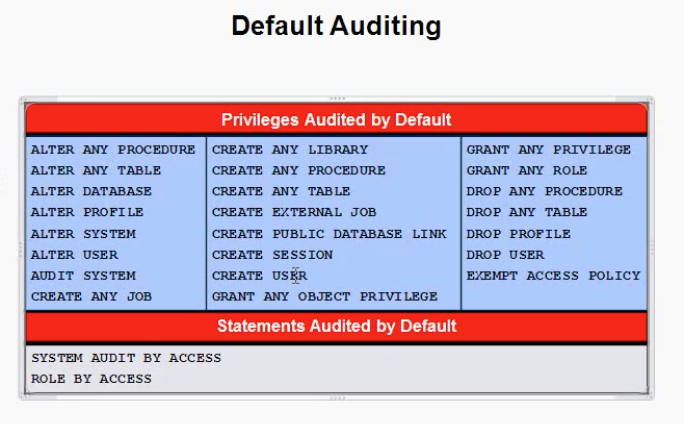 Default Auditing
Privileges Audited by Default
ALTER ANY PROCEDURE
ALTER ANY TABLE
ALTER DATABASE
ALTER PROFILE
ALTER SYSTEM
ALTER USER
AUDIT SYSTEM
CREATE ANY JOB
CREATE ANY LIBRARY
CREATE ANY PROCEDURE
CREATE ANY TABLE
CREATE EXTERNAL JOB
CREATE PUBLIC DATABASE LINK
CREATE SESSION
CREATE USER
GRANT ANY OBJECT PRIVILEGE
GRANT ANY PRIVILEGE
GRANT ANY ROLE
DROP ANY PROCEDURE
DROP ANY TABLE
DROP PROFILE
DROP USER
EXEMPT ACCESS POLICY
Statements Audited by Default
SYSTEM AUDIT BY ACCESS
ROLE BY ACCESS